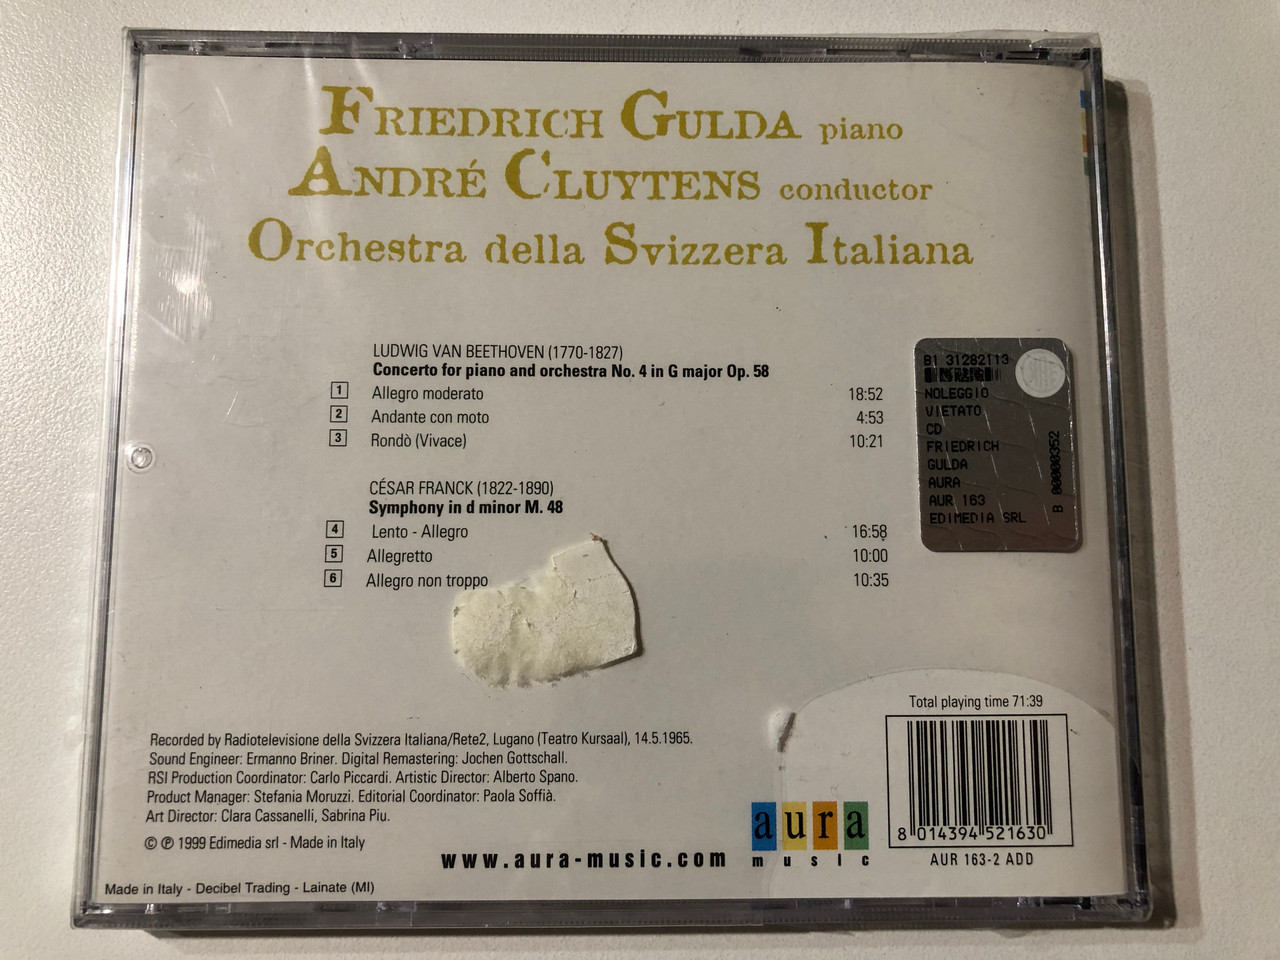 FRIEDRICH GULDA piano
ANDRÉ CLUYTENS conductor
Orchestra della Svizzera Italiana
LUDWIG VAN BEETHOVEN (1770-1827)
Concerto for piano and orchestra No. 4 in G major Op. 58
1 Allegro moderato 18:52
2 Andante con moto 4:53
3 Rondò (Vivace) 10:21
CÉSAR FRANCK (1822-1890)
Symphony in d minor M. 48
4 Lento - Allegro 16:58
5 Allegretto 10:00
6 Allegro non troppo 10:35
B1 31282113
NOLEGGIO
VIETATO
CD
FRIEDRICH
GULDA
AURA
AUR 163
EDIMEDIA SRL
B 00000352
Total playing time 71:39
Recorded by Radiotelevisione della Svizzera Italiana/Rete2, Lugano (Teatro Kursaal), 14.5.1965.
Sound Engineer: Ermanno Briner. Digital Remastering: Jochen Gottschall.
RSI Production Coordinator: Carlo Piccardi. Artistic Director: Alberto Spano.
Product Manager: Stefania Moruzzi. Editorial Coordinator: Paola Soffià.
Art Director: Clara Cassanelli, Sabrina Piu.
© ℗ 1999 Edimedia srl - Made in Italy
www.aura-music.com
aura
music
8 014394 521630
AUR 163-2 ADD
Made in Italy - Decibel Trading - Lainate (MI)